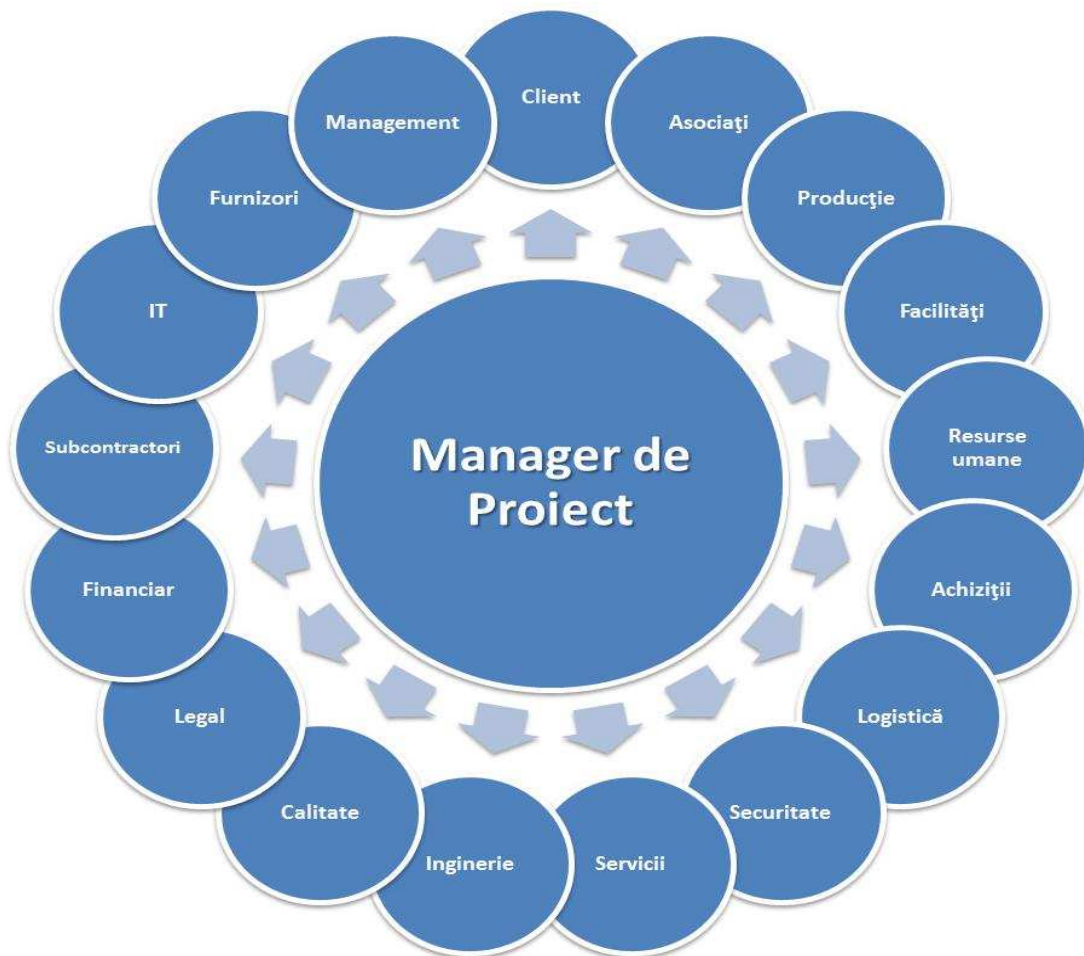 Client
Asociaţi
Producţie
Facilităţi
Resurse
umane
Achiziţii
Logistică
Securitate
Servicii
Inginerie
Calitate
Legal
Financiar
Subcontractori
IT
Furnizori
Management
Manager de
Proiect